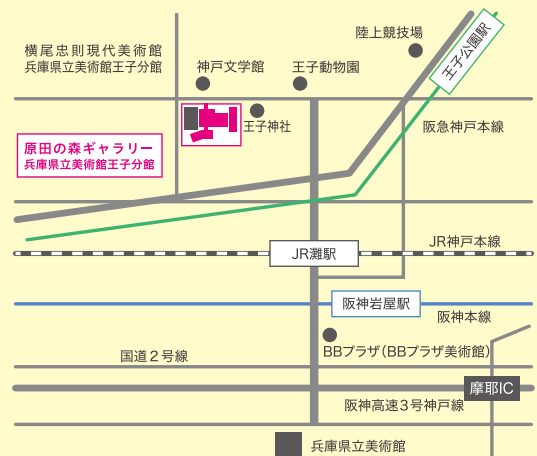 陸上競技場
王子公園駅
横尾忠則現代美術館
兵庫県立美術館王子分館
神戸文学館
王子動物園
王子神社
阪急神戸本線
原田の森ギャラリー
兵庫県立美術館王子分館
JR神戸本線
JR灘駅
阪神岩屋駅
阪神本線
BBプラザ(BBプラザ美術館)
国道2号線
摩耶IC
阪神高速3号神戸線
兵庫県立美術館